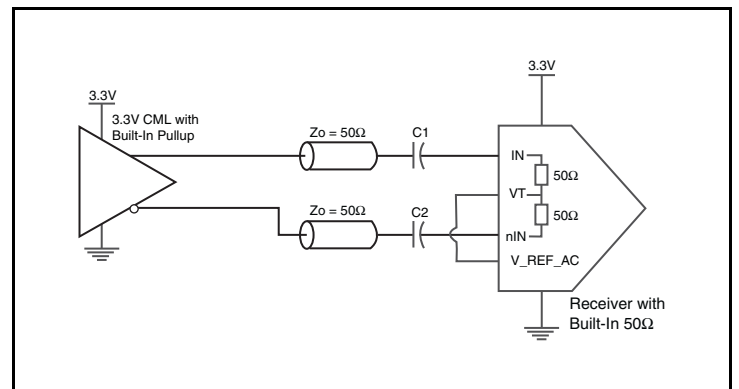 3.3V
3.3V
3.3V CML with
Built-In Pullup
Zo = 50Ω
C1
IN
50Ω
VT
Zo = 50Ω
C2
50Ω
nIN
V_REF_AC
Receiver with
Built-In 50Ω